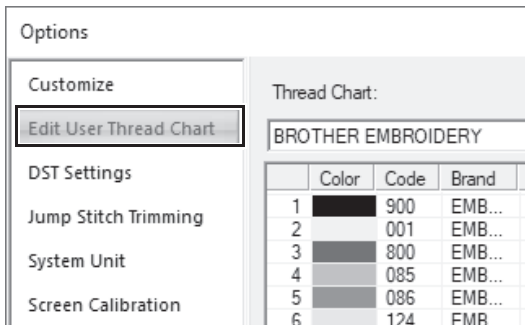 Options
Customize
Edit User Thread Chart
DST Settings
Jump Stitch Trimming
System Unit
Screen Calibration
Thread Chart:
BROTHER EMBROIDERY
Color Code Brand
1 900 EMB...
2 001 EMB...
3 800 EMB...
4 085 EMB...
5 086 EMB...
6 124 EMB